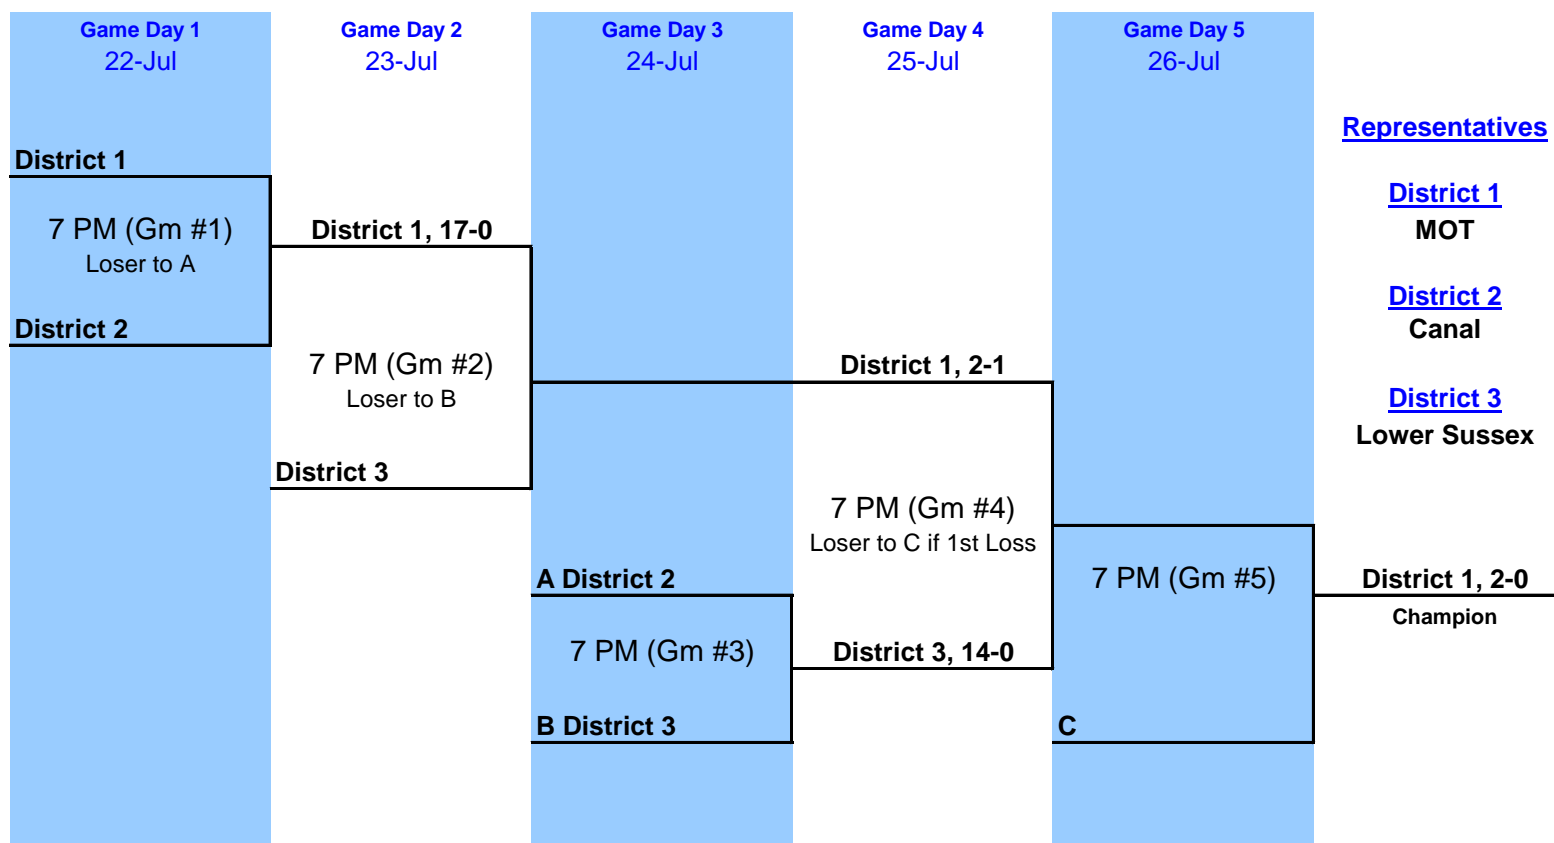 Game Day 1
22-Jul
Game Day 2
23-Jul
Game Day 3
24-Jul
Game Day 4
25-Jul
Game Day 5
26-Jul
District 1
7 PM (Gm #1)
Loser to A
District 2
District 1, 17-0
7 PM (Gm #2)
Loser to B
District 3
A District 2
7 PM (Gm #3)
B District 3
District 1, 2-1
7 PM (Gm #4)
Loser to C if 1st Loss
District 3, 14-0
7 PM (Gm #5)
C
District 1, 2-0
Champion
Representatives
District 1
MOT
District 2
Canal
District 3
Lower Sussex